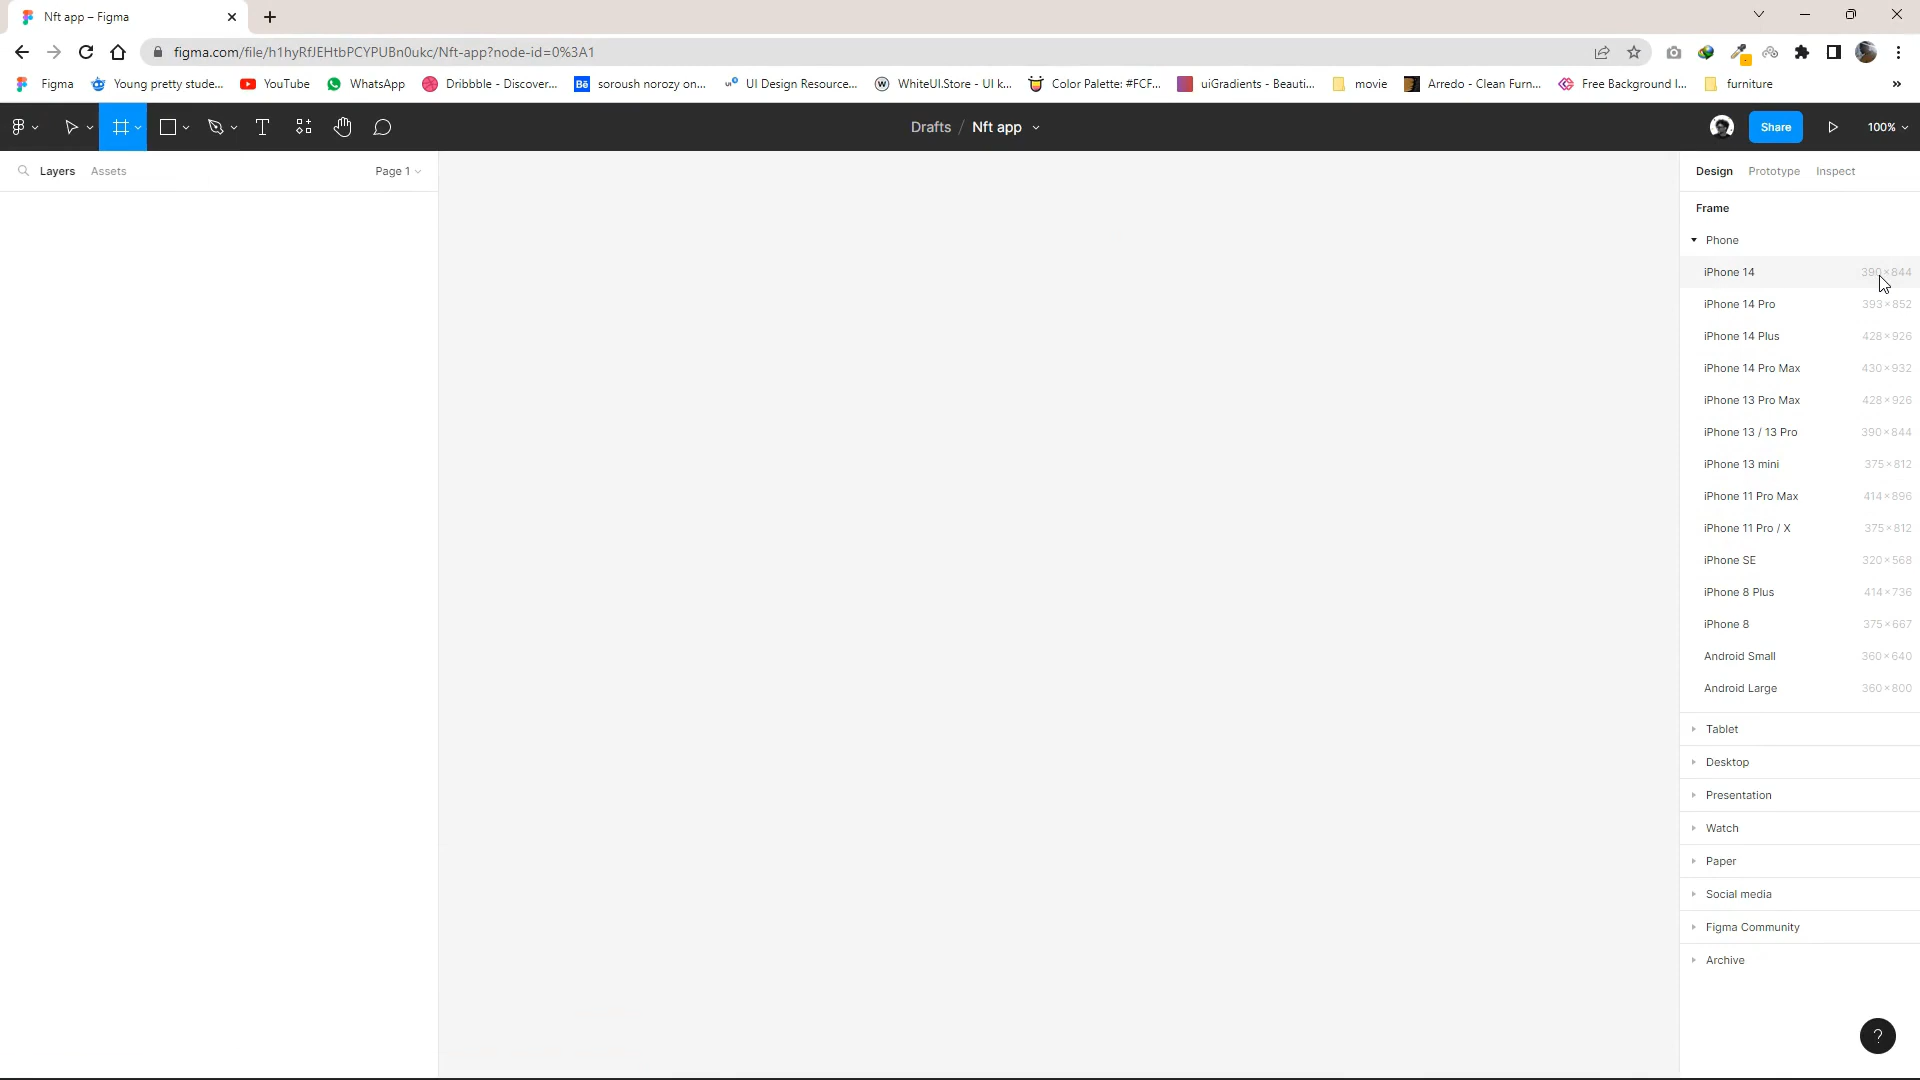 Nft app – Figma
figma.com/file/h1hyRfJEHtbPCYPUBn0ukc/Nft-app?node-id=0%3A1
Figma Young pretty stude... YouTube WhatsApp Dribbble - Discover... Bē soroush norozy on... UI Design Resource... WhiteUI.Store - UI k... Color Palette: #FCF... uiGradients - Beauti... movie Arredo - Clean Furn... Free Background I... furniture »
T Drafts / Nft app Share 100%
Layers Assets Page 1
Design Prototype Inspect
Frame
Phone
iPhone 14 390×844
iPhone 14 Pro 393×852
iPhone 14 Plus 428×926
iPhone 14 Pro Max 430×932
iPhone 13 Pro Max 428×926
iPhone 13 / 13 Pro 390×844
iPhone 13 mini 375×812
iPhone 11 Pro Max 414×896
iPhone 11 Pro / X 375×812
iPhone SE 320×568
iPhone 8 Plus 414×736
iPhone 8 375×667
Android Small 360×640
Android Large 360×800
Tablet
Desktop
Presentation
Watch
Paper
Social media
Figma Community
Archive
?